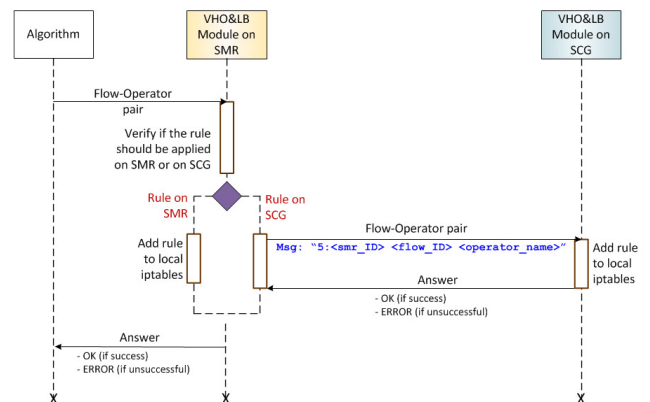 Algorithm
VHO&LB
Module on
SMR
VHO&LB
Module on
SCG
Flow-Operator
pair
Verify if the rule
should be applied
on SMR or on SCG
Rule on
SMR
Rule on
SCG
Add rule
to local
iptables
Flow-Operator pair
Msg: “5:<smr_ID> <flow_ID> <operator_name>”
Add rule
to local
iptables
Answer
- OK (if success)
- ERROR (if unsuccessful)
Answer
- OK (if success)
- ERROR (if unsuccessful)